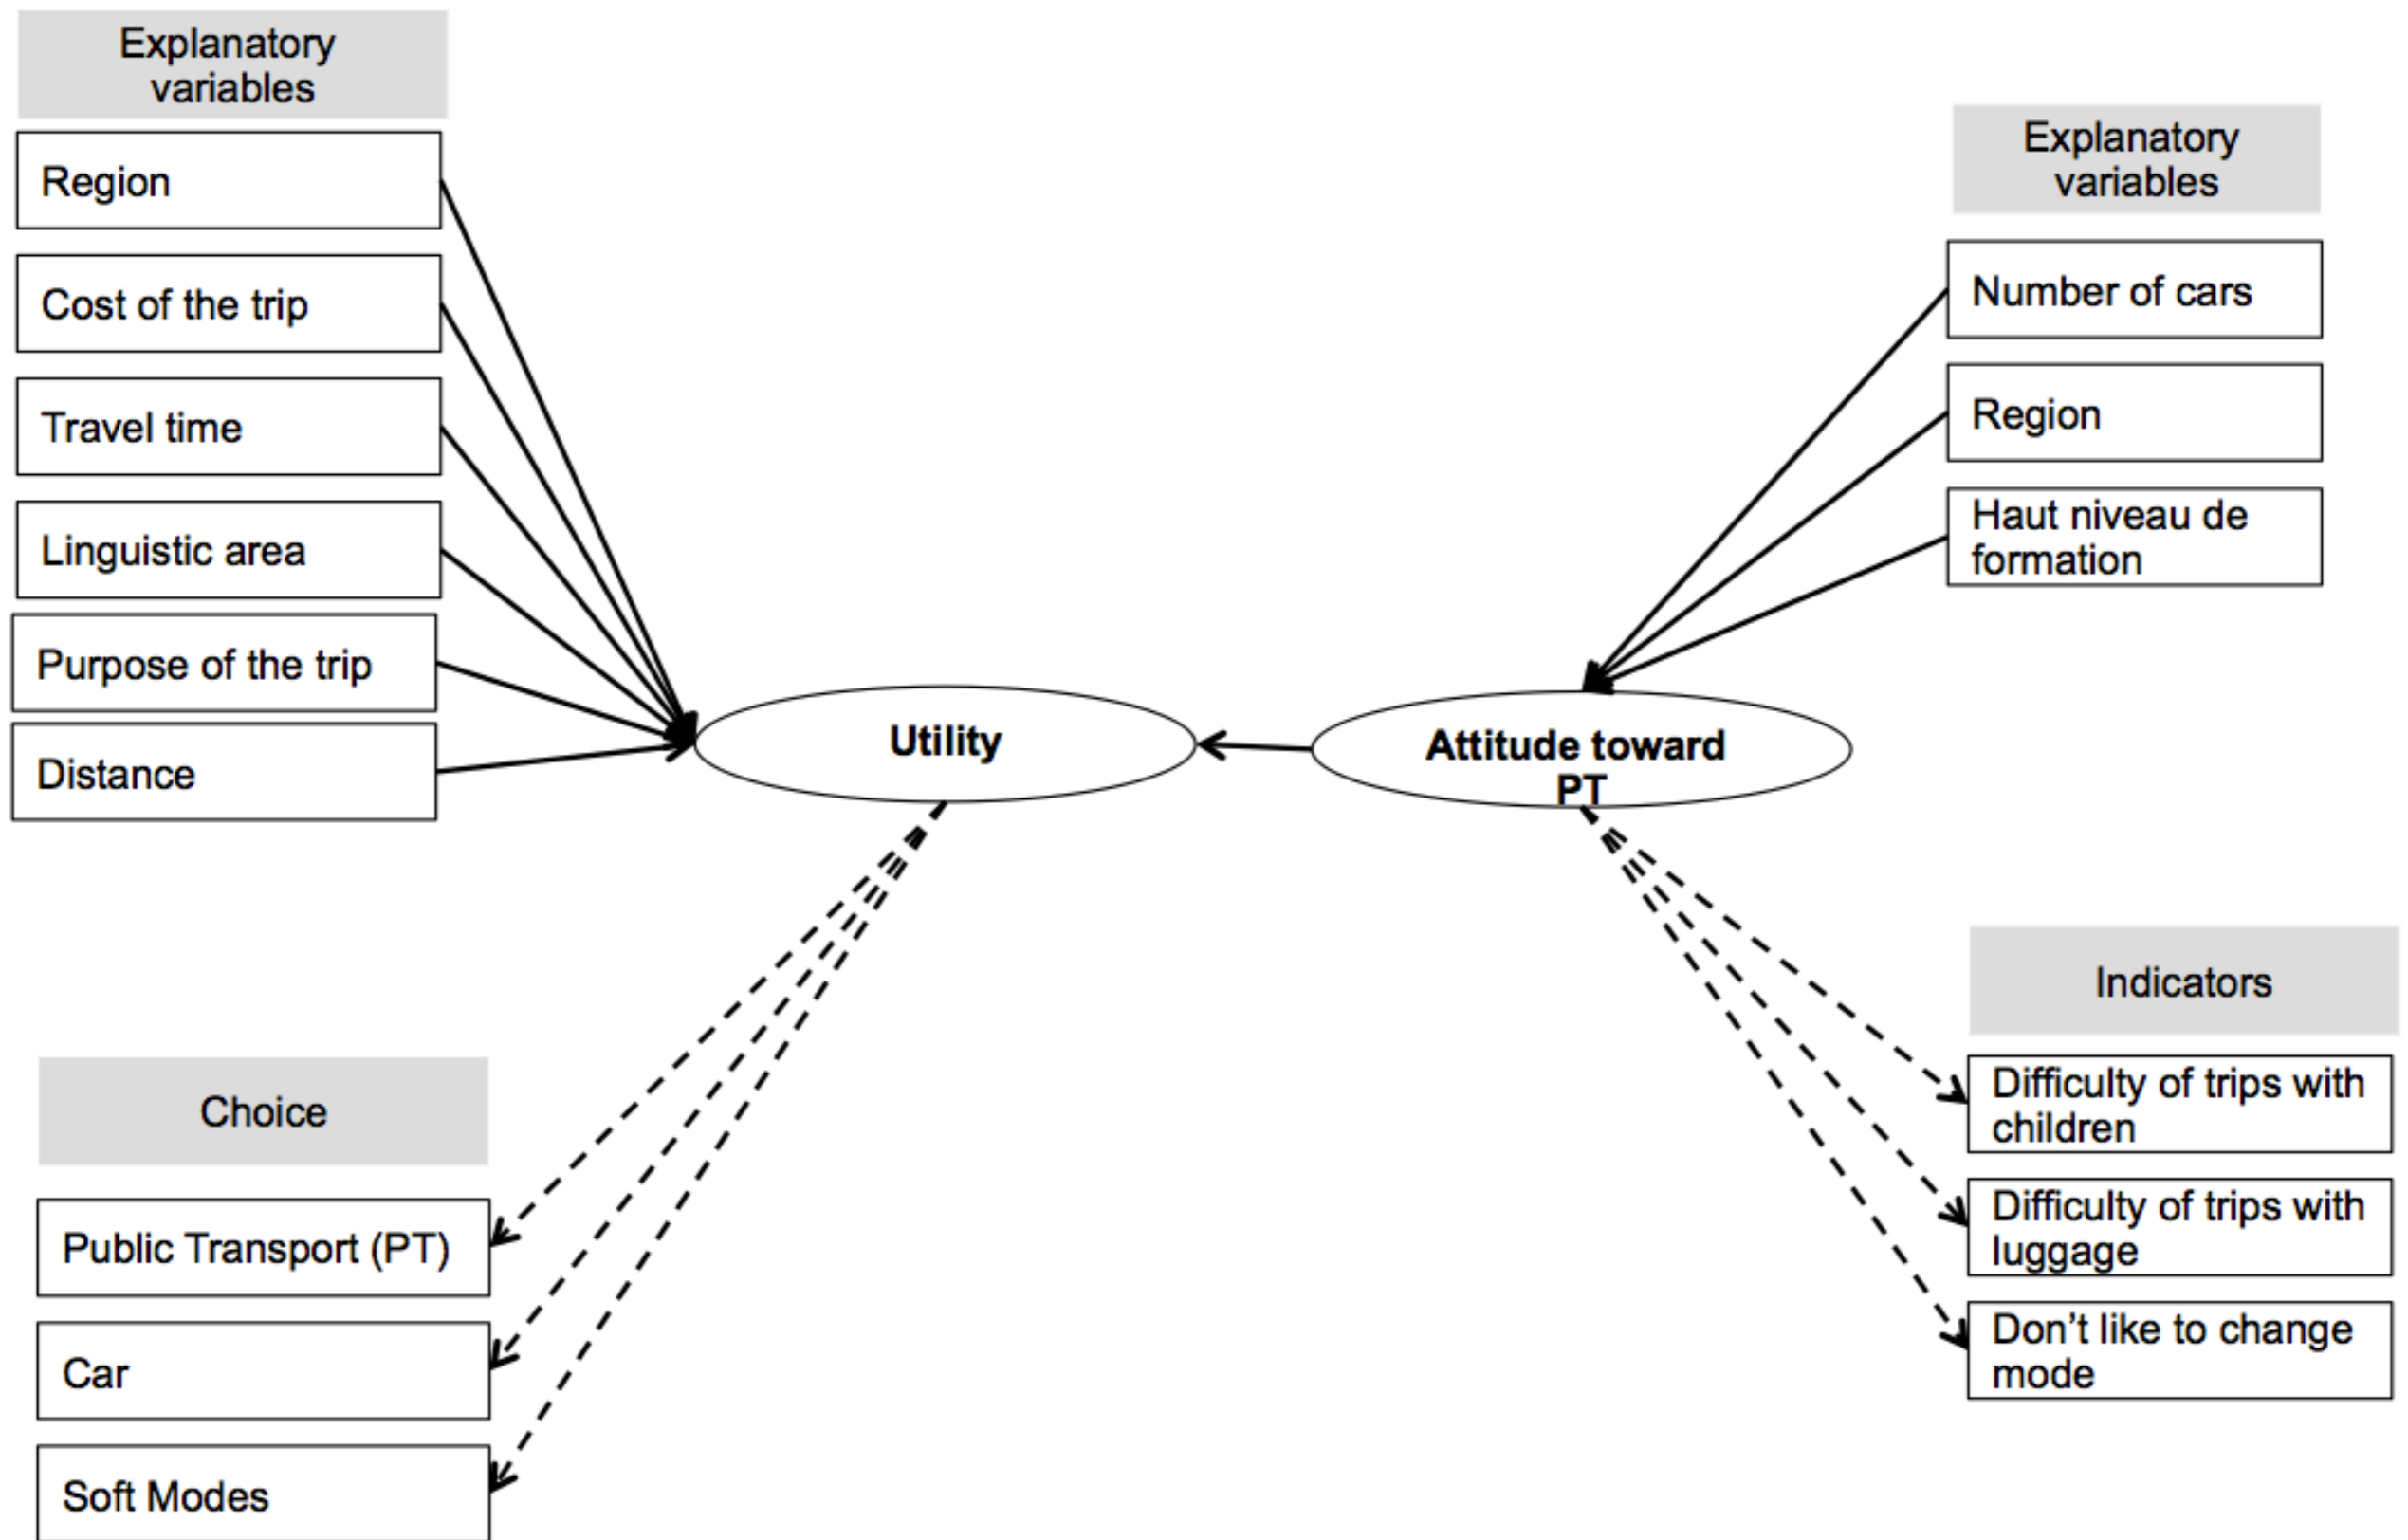 Explanatory
variables
Region
Cost of the trip
Travel time
Linguistic area
Purpose of the trip
Distance
Utility
Attitude toward
PT
Explanatory
variables
Number of cars
Region
Haut niveau de
formation
Choice
Public Transport (PT)
Car
Soft Modes
Indicators
Difficulty of trips with
children
Difficulty of trips with
luggage
Don’t like to change
mode